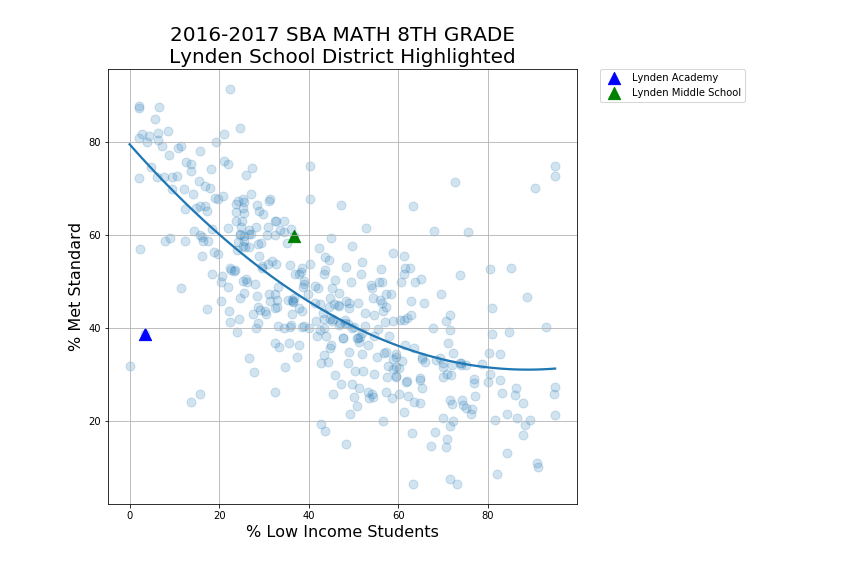 2016-2017 SBA MATH 8TH GRADE
Lynden School District Highlighted
Lynden Academy
Lynden Middle School
% Met Standard
80
60
40
20
0
20
40
60
80
% Low Income Students